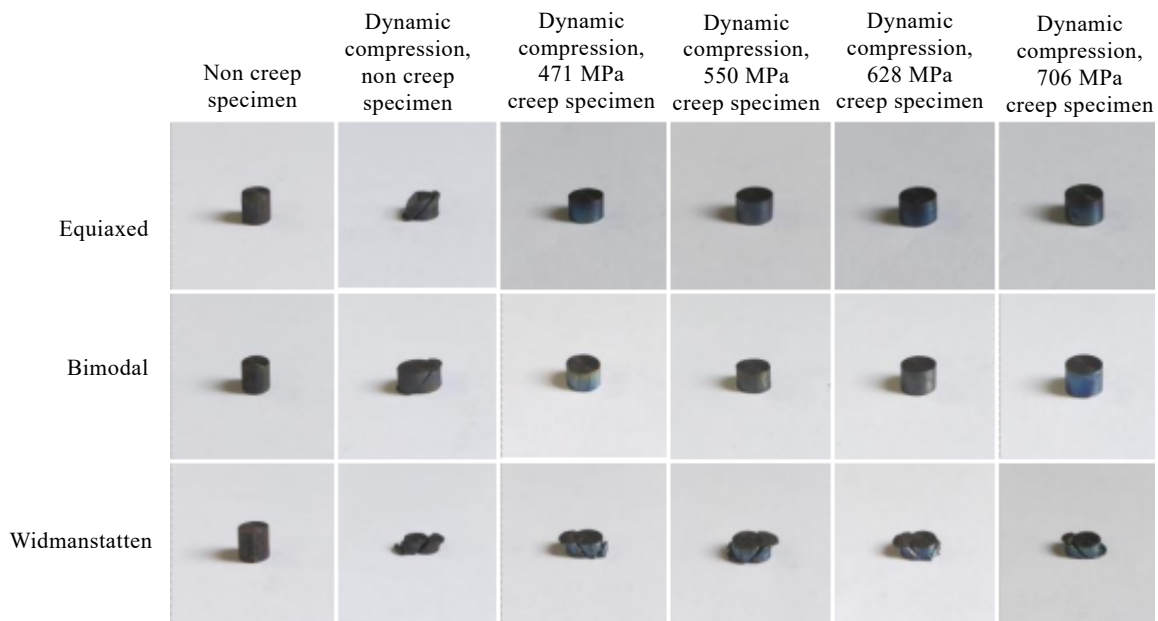 Non creep
specimen
Dynamic
compression,
non creep
specimen
Dynamic
compression,
471 MPa
creep specimen
Dynamic
compression,
550 MPa
creep specimen
Dynamic
compression,
628 MPa
creep specimen
Dynamic
compression,
706 MPa
creep specimen
Equiaxed
Bimodal
Widmanstatten